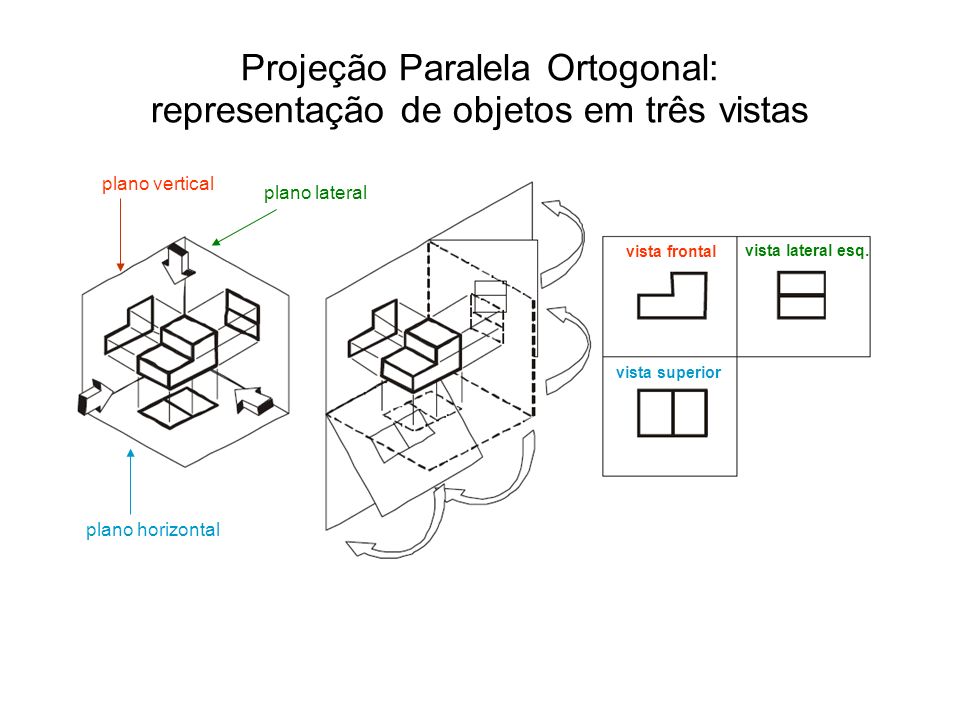 Projeção Paralela Ortogonal:
representação de objetos em três vistas
plano vertical
plano lateral
vista frontal
vista lateral esq.
vista superior
plano horizontal